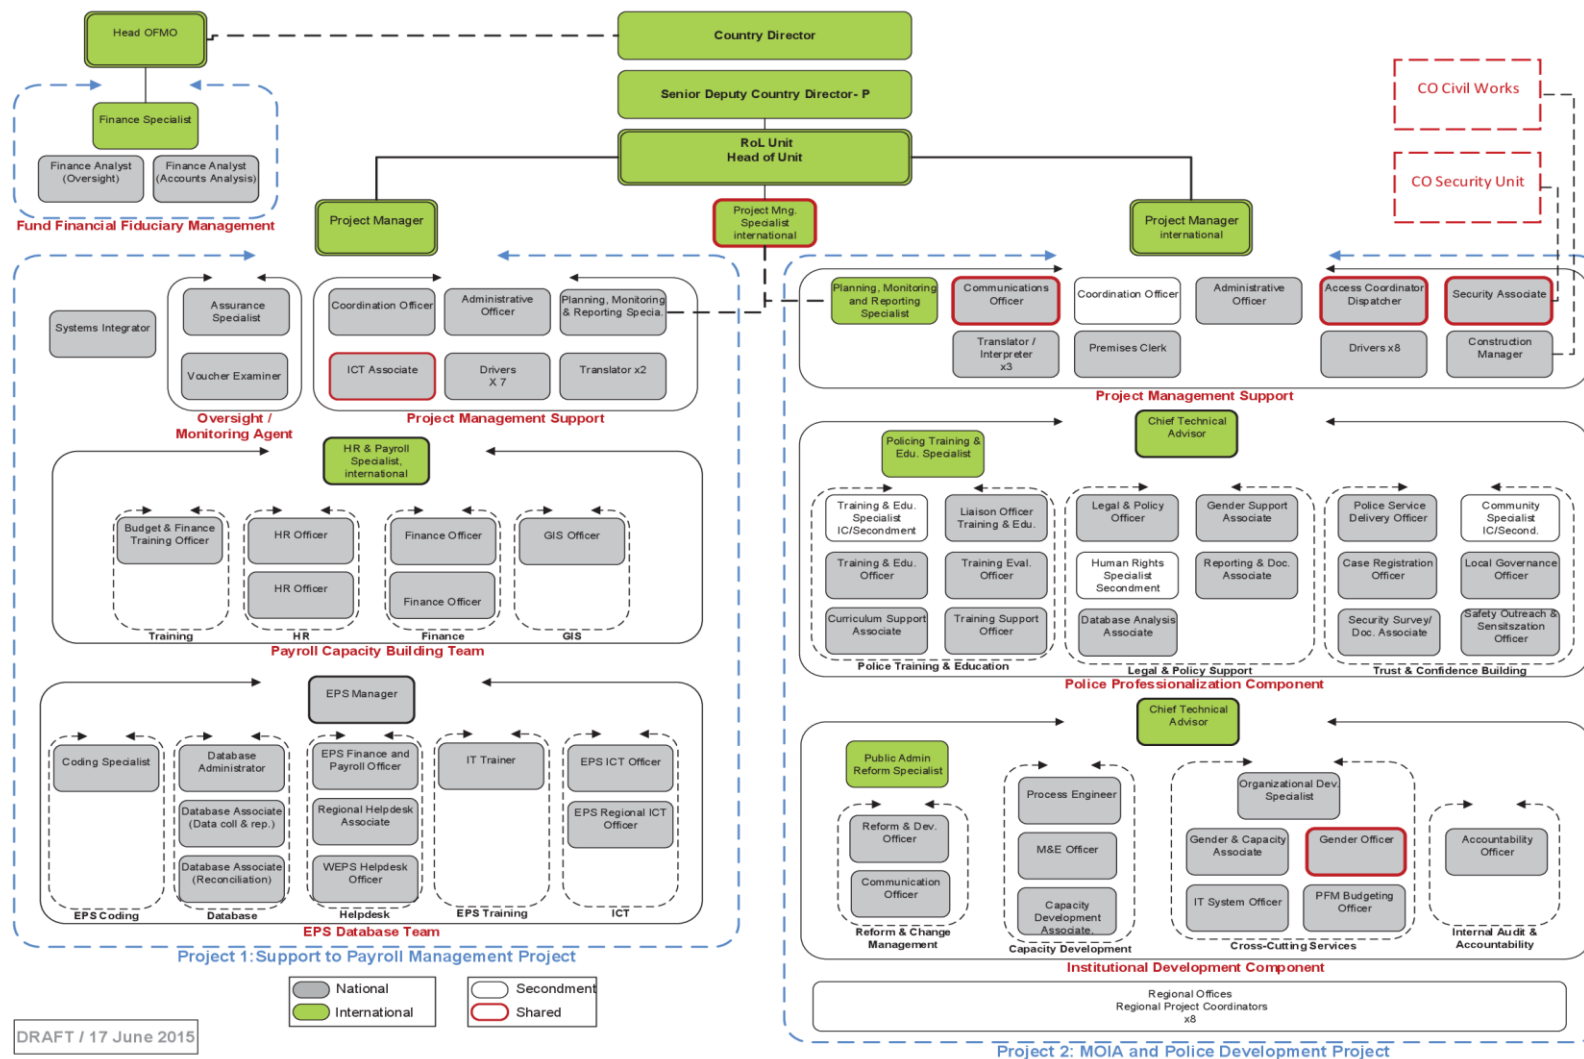 Head OFMO
Country Director
Senior Deputy Country Director- P
RoL Unit
Head of Unit
CO Civil Works
CO Security Unit
Finance Specialist
Finance Analyst
(Oversight)
Finance Analyst
(Accounts Analysis)
Fund Financial Fiduciary Management
Project Manager
Project Mng.
Specialist
international
Project Manager
international
Systems Integrator
Assurance
Specialist
Voucher Examiner
Oversight /
Monitoring Agent
Coordination Officer
Administrative
Officer
Planning, Monitoring
& Reporting Specia.
ICT Associate
Drivers
X 7
Translator x2
Project Management Support
HR & Payroll
Specialist,
international
Budget & Finance
Training Officer
Training
HR Officer
HR Officer
HR
Finance Officer
Finance Officer
Finance
GIS Officer
GIS
Payroll Capacity Building Team
EPS Manager
Coding Specialist
EPS Coding
Database
Administrator
Database Associate
(Data coll & rep.)
Database Associate
(Reconciliation)
Database
EPS Finance and
Payroll Officer
Regional Helpdesk
Associate
WEPS Helpdesk
Officer
Helpdesk
IT Trainer
EPS Training
EPS ICT Officer
EPS Regional ICT
Officer
ICT
EPS Database Team
Project 1: Support to Payroll Management Project
Planning, Monitoring
and Reporting
Specialist
Communications
Officer
Coordination Officer
Administrative
Officer
Access Coordinator
Dispatcher
Security Associate
Translator /
Interpreter
x3
Premises Clerk
Drivers x8
Construction
Manager
Project Management Support
Chief Technical
Advisor
Policing Training &
Edu. Specialist
Training & Edu.
Specialist
IC/Secondment
Liaison Officer
Training & Edu.
Training & Edu.
Officer
Training Eval.
Officer
Curriculum Support
Associate
Training Support
Officer
Police Training & Education
Legal & Policy
Officer
Gender Support
Associate
Human Rights
Specialist
Secondment
Reporting & Doc.
Associate
Database Analysis
Associate
Legal & Policy Support
Police Service
Delivery Officer
Community
Specialist
IC/Second.
Case Registration
Officer
Local Governance
Officer
Security Survey/
Doc. Associate
Safety Outreach &
Sensitszation
Officer
Trust & Confidence Building
Police Professionalization Component
Chief Technical
Advisor
Public Admin
Reform Specialist
Reform & Dev.
Officer
Communication
Officer
Reform & Change
Management
Process Engineer
M&E Officer
Capacity
Development
Associate.
Capacity Development
Organizational Dev.
Specialist
Gender & Capacity
Associate
Gender Officer
IT System Officer
PFM Budgeting
Officer
Cross-Cutting Services
Accountability
Officer
Internal Audit &
Accountability
Institutional Development Component
Regional Offices
Regional Project Coordinators
x8
Project 2: MOIA and Police Development Project
National
International
Secondment
Shared
DRAFT / 17 June 2015